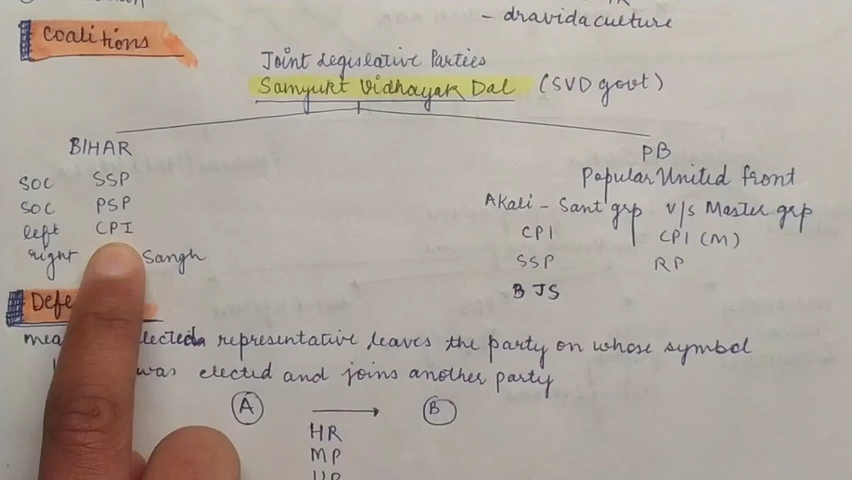 - dravida culture
Coalitions
Joint Legislative Parties
Samyukt Vidhayak Dal (SVD govt)
BIHAR
SOC SSP
SOC PSP
left CPI
right Sangh
PB
Popular United front
Akali - Sant grp v/s Master grp
CPI CPI (M)
SSP RP
BJS
Defe
elected representative leaves the party on whose symbol
was elected and joins another party
A B
HR
MP